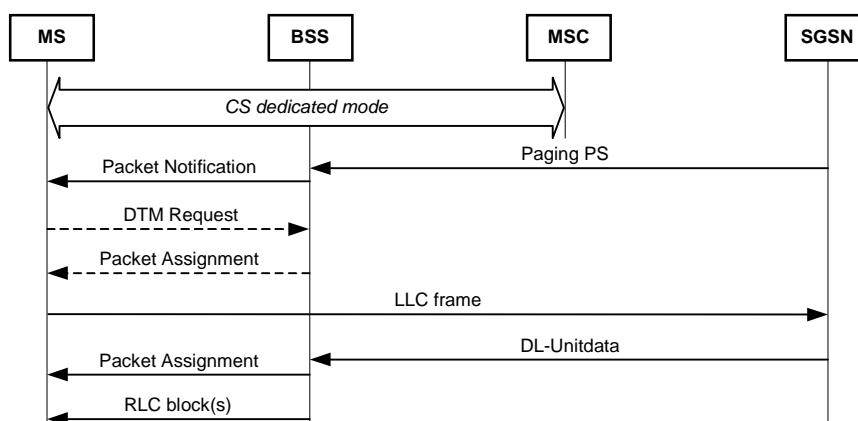 MS
BSS
MSC
SGSN
CS dedicated mode
Paging PS
Packet Notification
DTM Request
Packet Assignment
LLC frame
DL-Unitdata
Packet Assignment
RLC block(s)